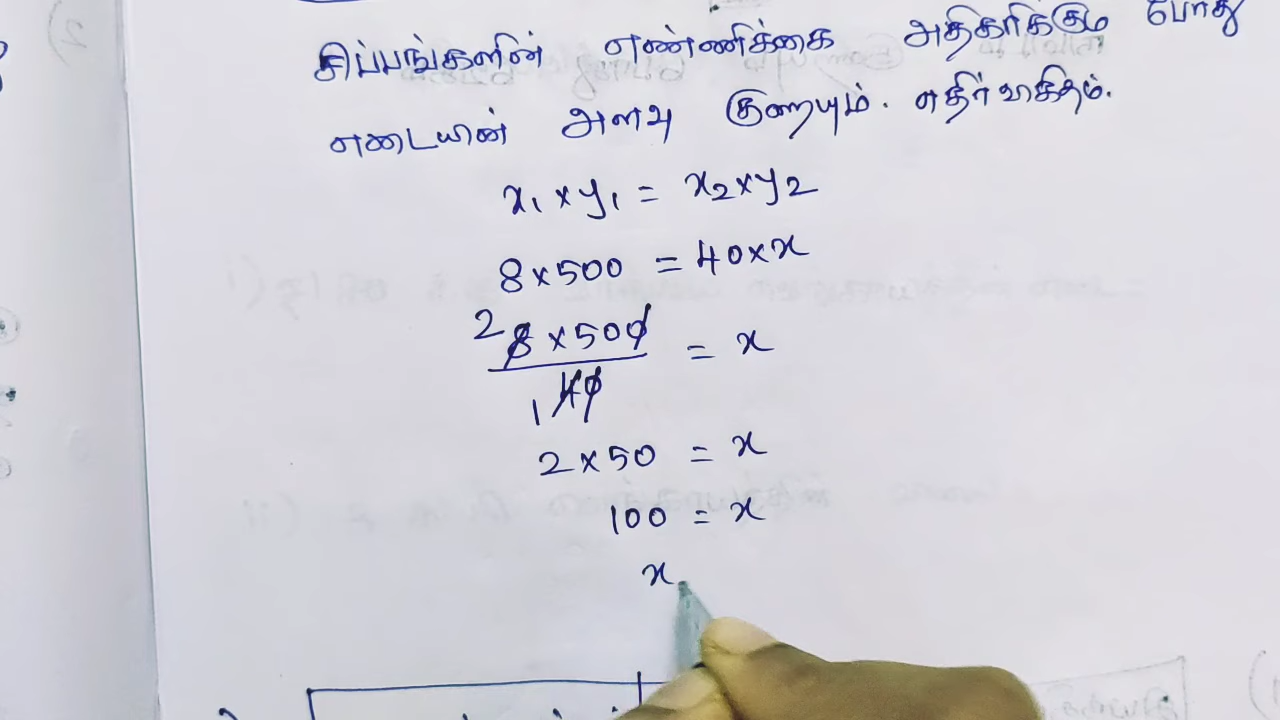 சிப்பங்களின் எண்ணிக்கை அதிகரிக்கும் போது
எடையின் அளவு குறையும். எதிர் விகிதம்.
x₁ × y₁ = x₂ × y₂
8 × 500 = 40 × x
2 8 × 500 = x
1 40
2 × 50 = x
100 = x
x